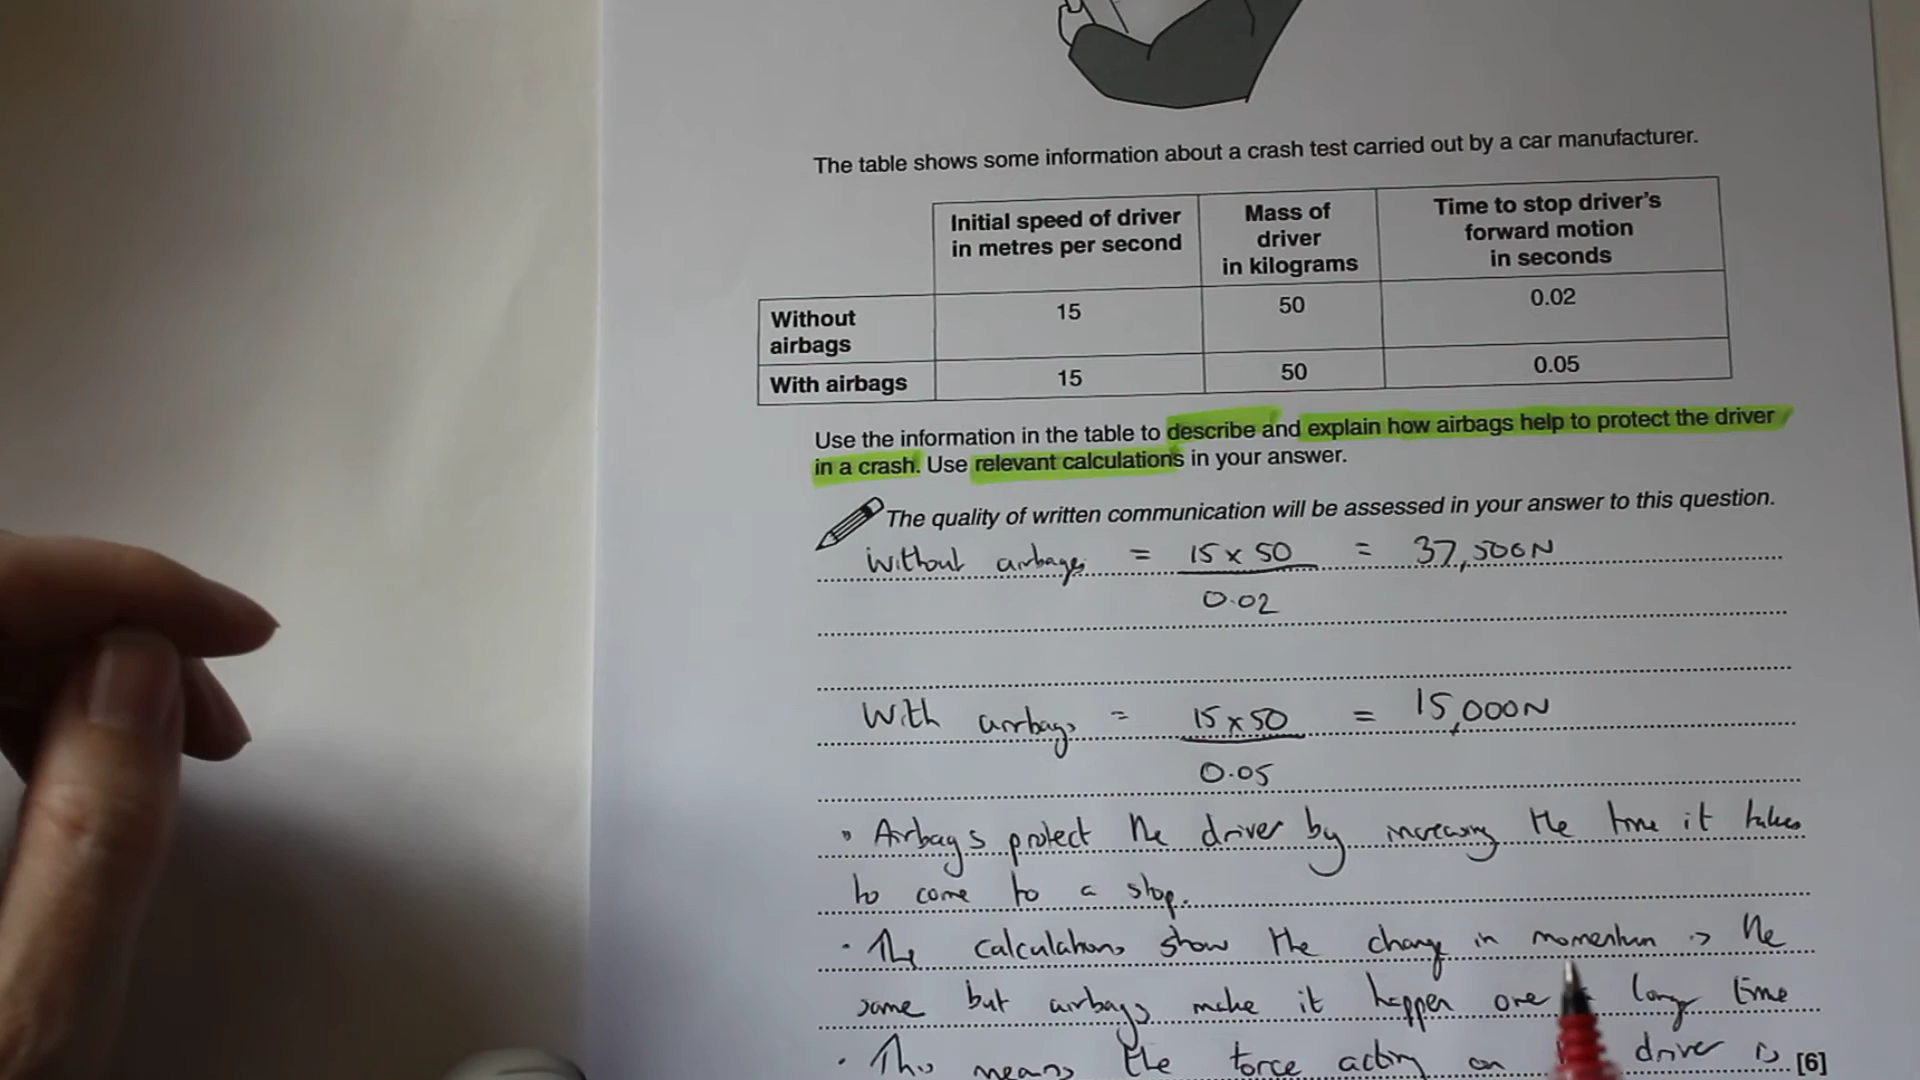 The table shows some information about a crash test carried out by a car manufacturer.
Initial speed of driver in metres per second
Mass of driver in kilograms
Time to stop driver's forward motion in seconds
Without airbags 15 50 0.02
With airbags 15 50 0.05
Use the information in the table to describe and explain how airbags help to protect the driver
in a crash. Use relevant calculations in your answer.
The quality of written communication will be assessed in your answer to this question.
Without airbags = 15 x 50 = 37,500N
0.02
With airbags = 15 x 50 = 15,000N
0.05
• Airbags protect the driver by increasing the time it takes
to come to a stop.
• The calculations show the change in momentum is the
same but airbags make it happen over longer time
• This means the force acting on driver is [6]